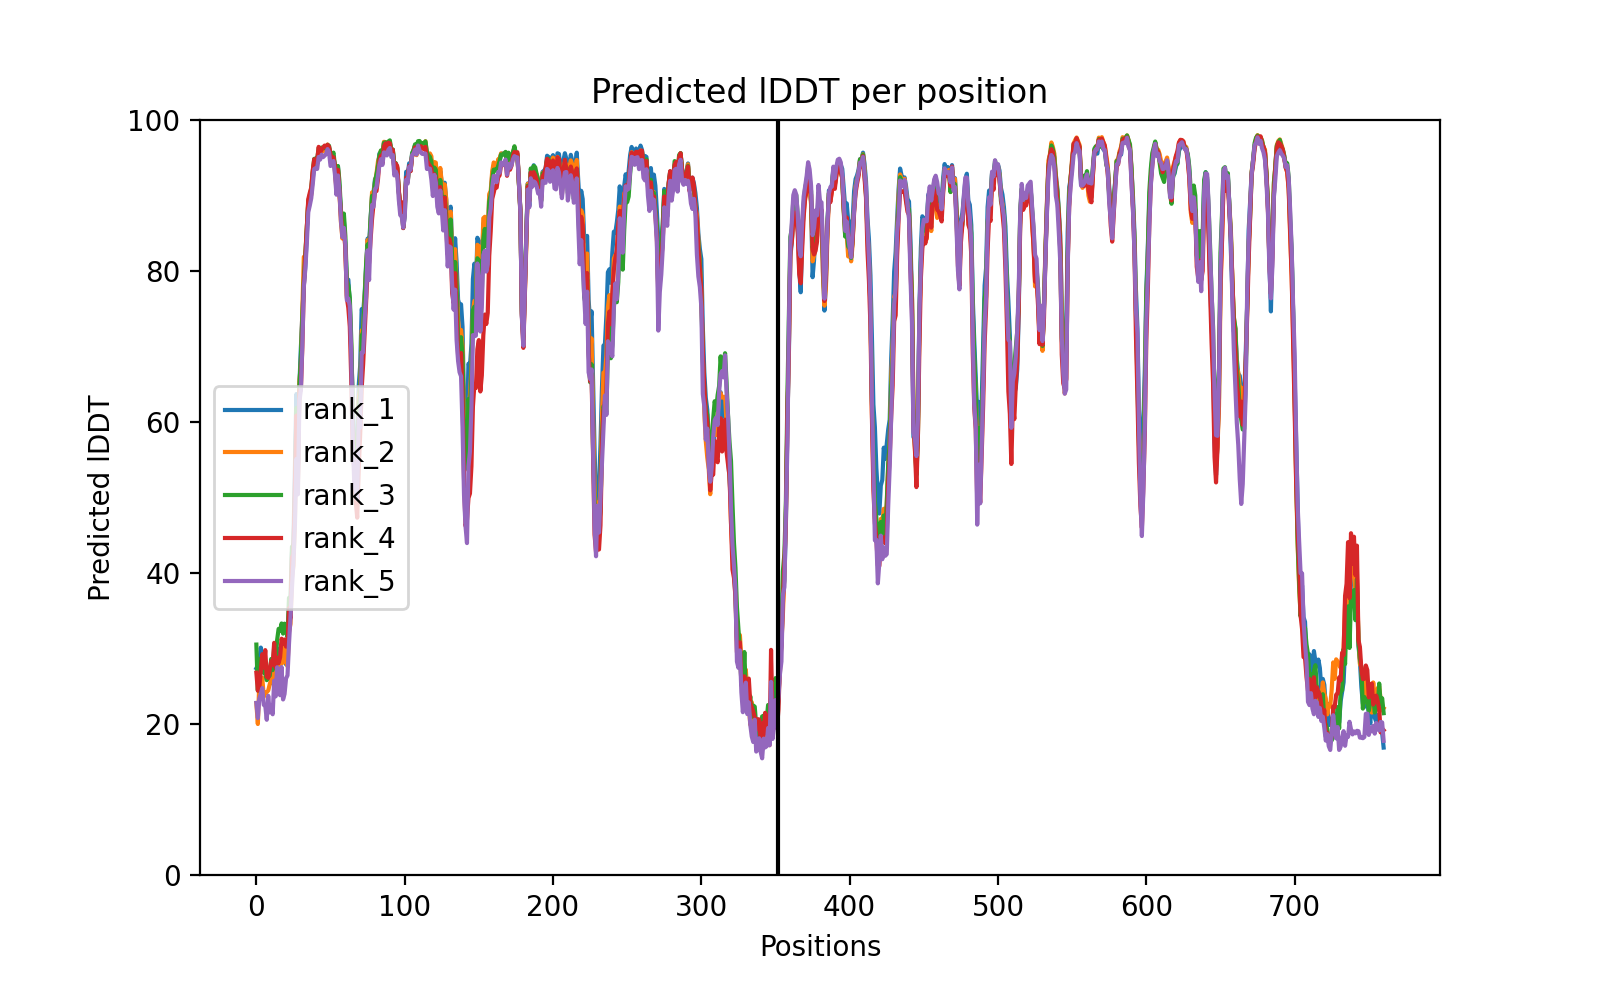 Predicted lDDT per position
Predicted lDDT
100
80
60
40
20
0
rank_1
rank_2
rank_3
rank_4
rank_5
0 100 200 300 400 500 600 700
Positions